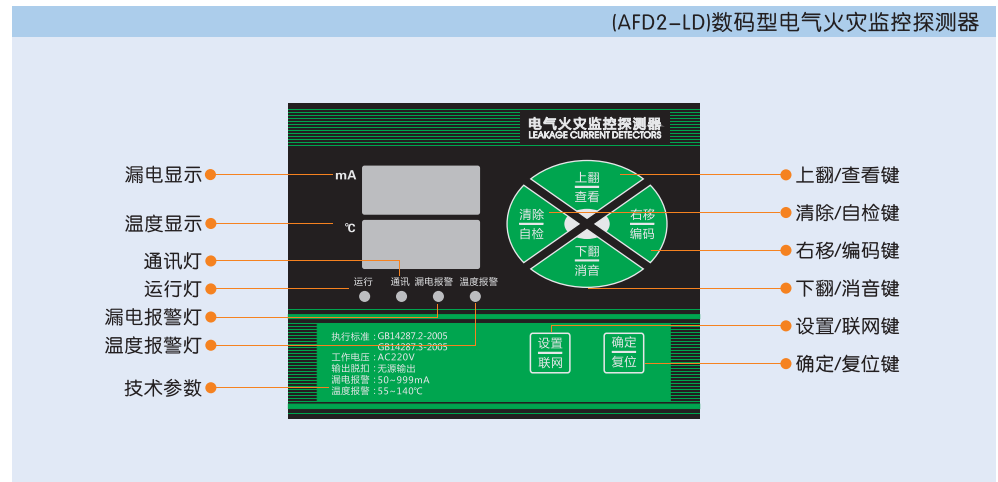 (AFD2-LD)数码型电气火灾监控探测器
电气火灾监控探测器
LEAKAGE CURRENT DETECTORS
漏电显示
mA
温度显示
℃
通讯灯
运行灯
漏电报警灯
温度报警灯
技术参数
运行 通讯 漏电报警 温度报警
上翻
查看
清除
自检
右移
编码
下翻
消音
执行标准：GB14287.2-2005
GB14287.3-2005
工作电压：AC220V
输出脱扣：无源输出
漏电报警：50~999mA
温度报警：55~140℃
设置
联网
确定
复位
上翻/查看键
清除/自检键
右移/编码键
下翻/消音键
设置/联网键
确定/复位键